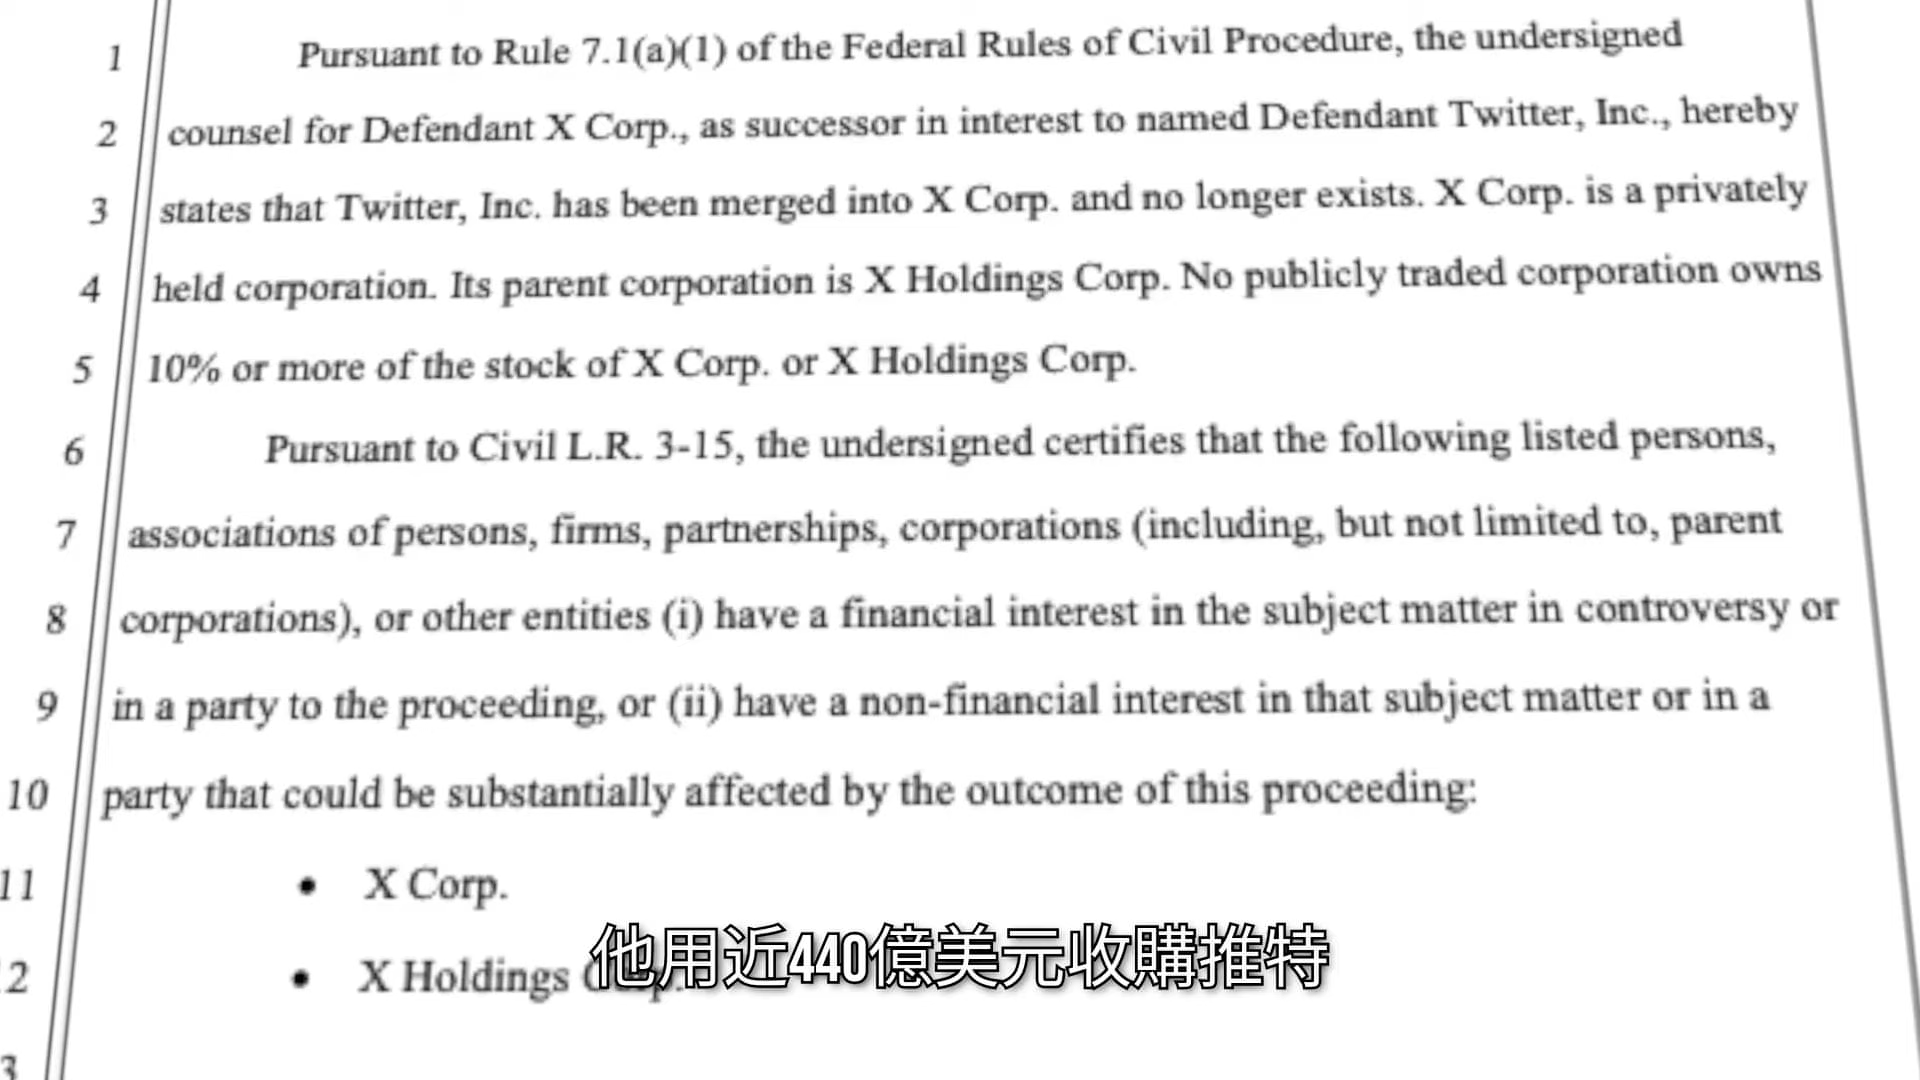 1 Pursuant to Rule 7.1(a)(1) of the Federal Rules of Civil Procedure, the undersigned
2 counsel for Defendant X Corp., as successor in interest to named Defendant Twitter, Inc., hereby
3 states that Twitter, Inc. has been merged into X Corp. and no longer exists. X Corp. is a privately
4 held corporation. Its parent corporation is X Holdings Corp. No publicly traded corporation owns
5 10% or more of the stock of X Corp. or X Holdings Corp.
6 Pursuant to Civil L.R. 3-15, the undersigned certifies that the following listed persons,
7 associations of persons, firms, partnerships, corporations (including, but not limited to, parent
8 corporations), or other entities (i) have a financial interest in the subject matter in controversy or
9 in a party to the proceeding, or (ii) have a non-financial interest in that subject matter or in a
10 party that could be substantially affected by the outcome of this proceeding:
11 • X Corp.
2 • X Holdings Corp.
他用近440億美元收購推特
3